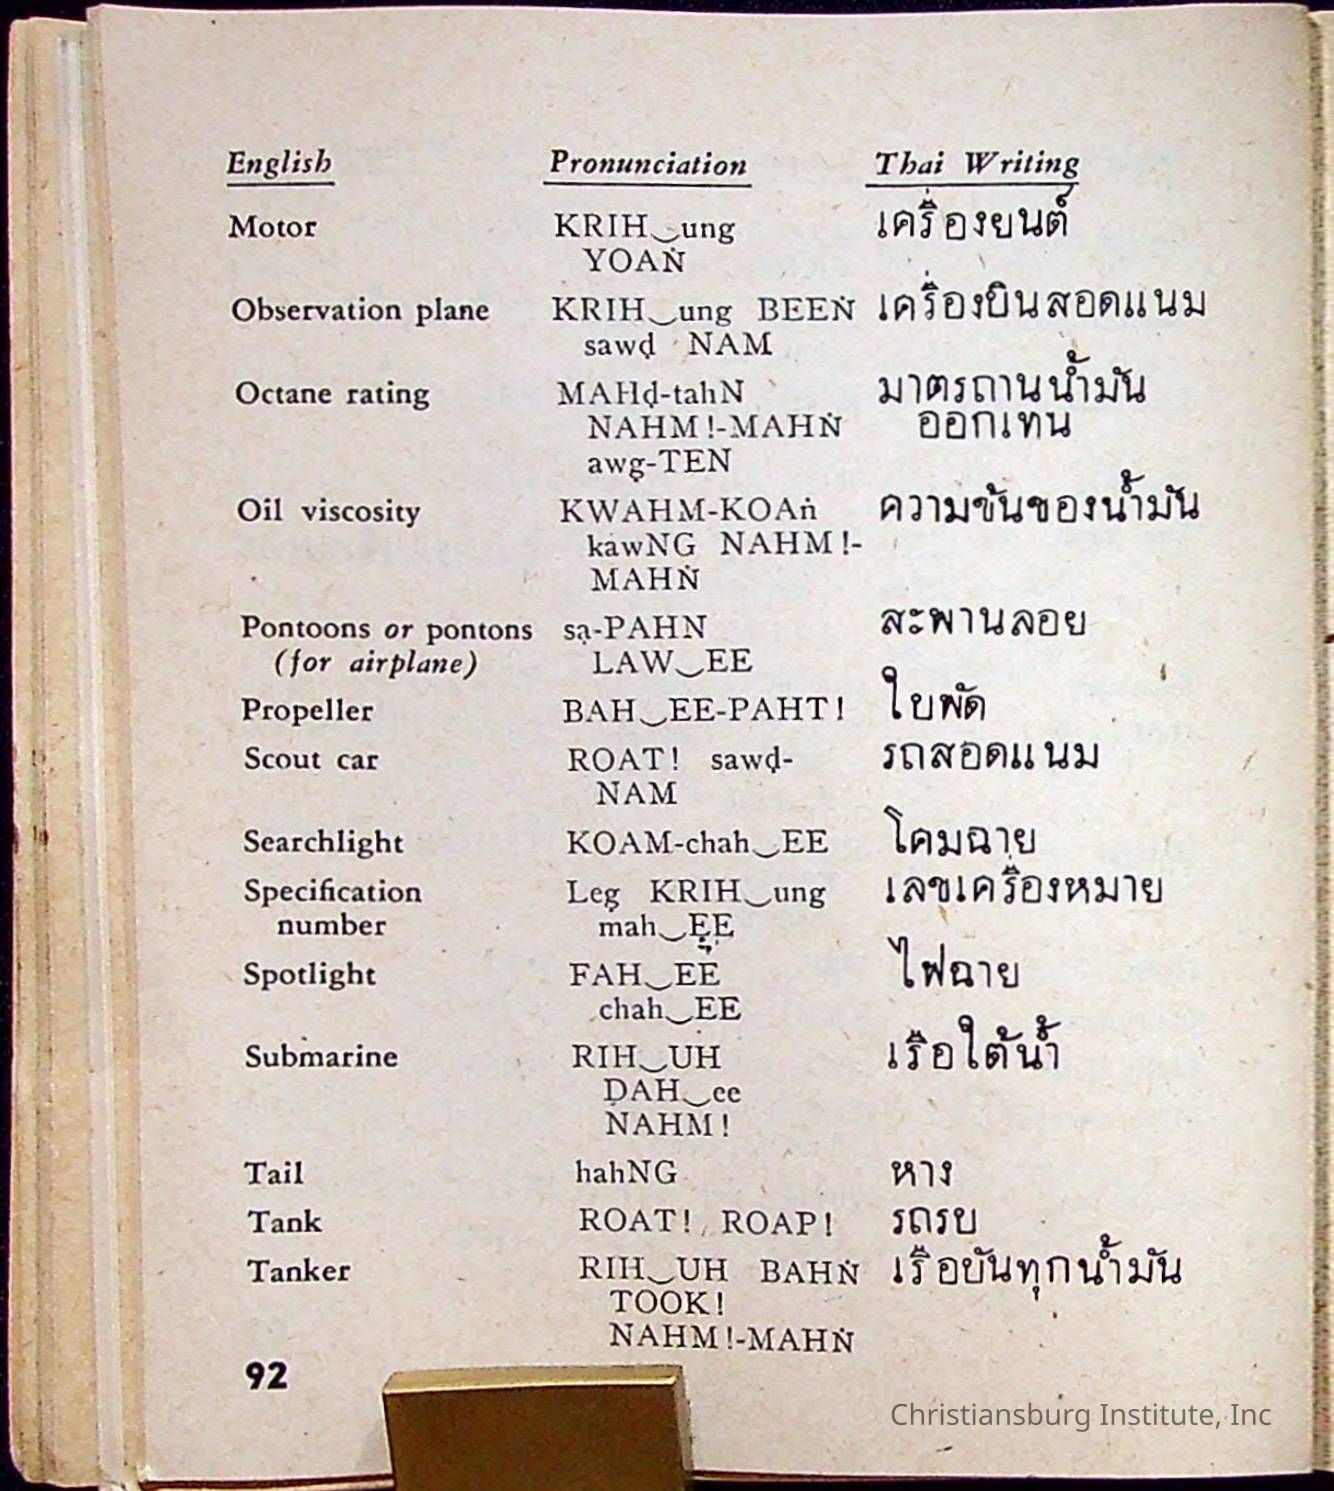 English Pronunciation Thai Writing
Motor KRIH‿ung เครื่องยนต์
YOAṄ
Observation plane KRIH‿ung BEEṄ เครื่องบินสอดแนม
sawḍ NAM
Octane rating MAHḍ-tahN มาตรถานน้ำมัน
NAHM!-MAHṄ ออกเทน
awg̣-TEN
Oil viscosity KWAHM-KOAṅ ความข้นของน้ำมัน
kawNG NAHM!-
MAHṄ
Pontoons or pontons sạ-PAHN สะพานลอย
(for airplane) LAW‿EE
Propeller BAH‿EE-PAHT! ใบพัด
Scout car ROAT! sawḍ- รถสอดแนม
NAM
Searchlight KOAM-chah‿EE โคมฉาย
Specification Leg̣ KRIH‿ung เลขเครื่องหมาย
number mah‿EE
Spotlight FAH‿EE ไฟฉาย
chah‿EE
Submarine RIH‿UH เรือใต้น้ำ
ḌAH‿ee
NAHM!
Tail hahNG หาง
Tank ROAT! ROAP! รถรบ
Tanker RIH‿UH BAHṄ เรือบันทุกน้ำมัน
TOOK!
NAHM!-MAHṄ
92
Christiansburg Institute, Inc